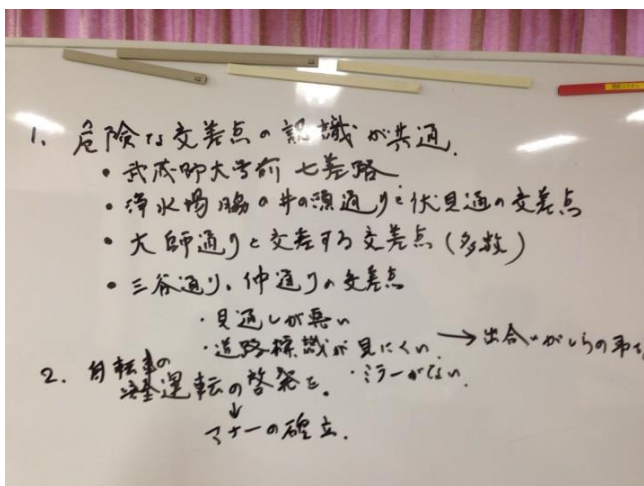 1. 危険な交差点の認識が共通.
・武蔵野大学前 七差路
・浄水場脇の井の頭通りと伏見通の交差点
・大師通りと交差する交差点(多数)
・三谷通り、仲通りの交差点
・見通しが悪い
・道路標識が見にくい → 出合いがしらの
・ミラーがない.
2. 自転車の
安全運転の啓発を.
↓
マナーの確立.